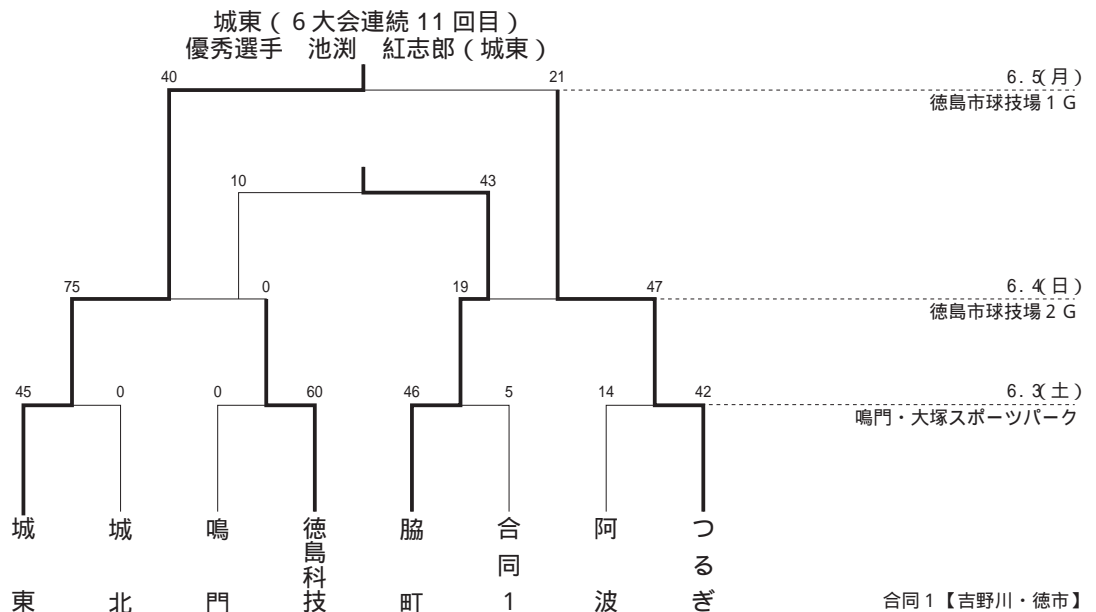 城東（６大会連続 11 回目）
優秀選手　池渕　紅志郎（城東）
40
21
6. 5(月)
徳島市球技場 1 G
10
43
75
0
19
47
6. 4(日)
徳島市球技場 2 G
45
0
0
60
46
5
14
42
6. 3(土)
鳴門・大塚スポーツパーク
城東
城北
鳴門
徳島科技
脇町
合同1
阿波
つるぎ
合同 1【吉野川・徳市】